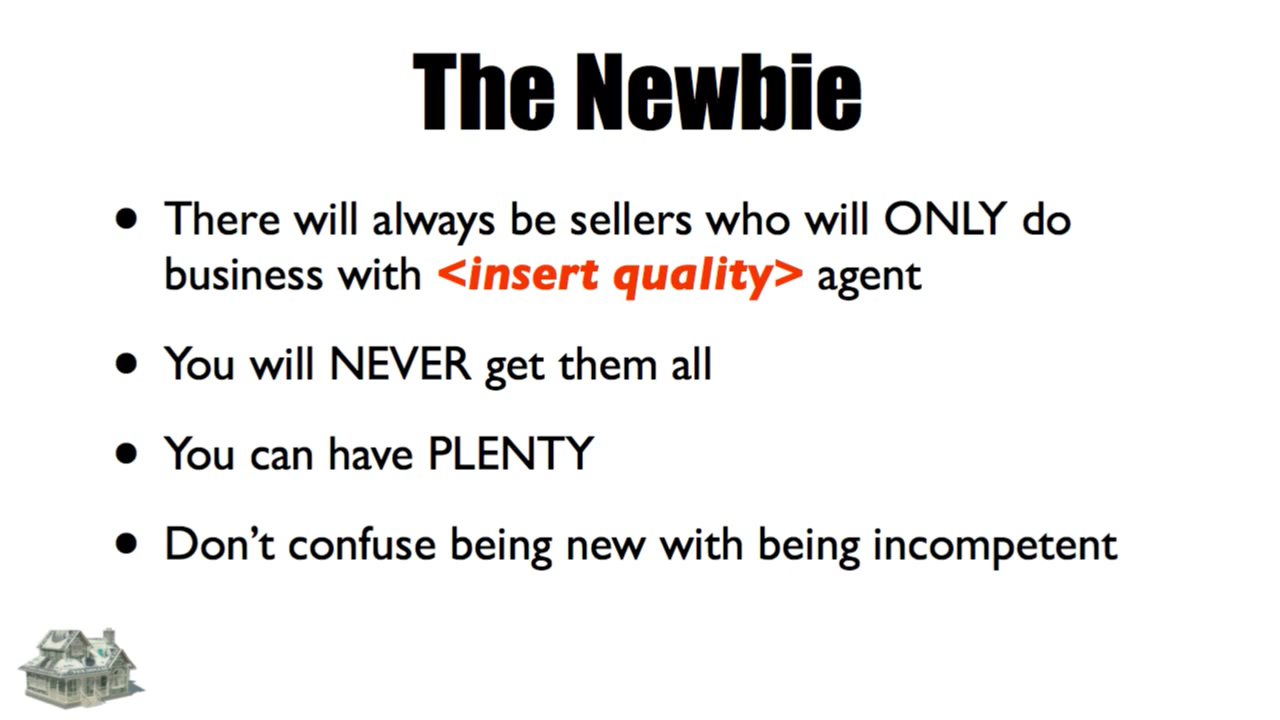 The Newbie
• There will always be sellers who will ONLY do
business with <insert quality> agent
• You will NEVER get them all
• You can have PLENTY
• Don’t confuse being new with being incompetent